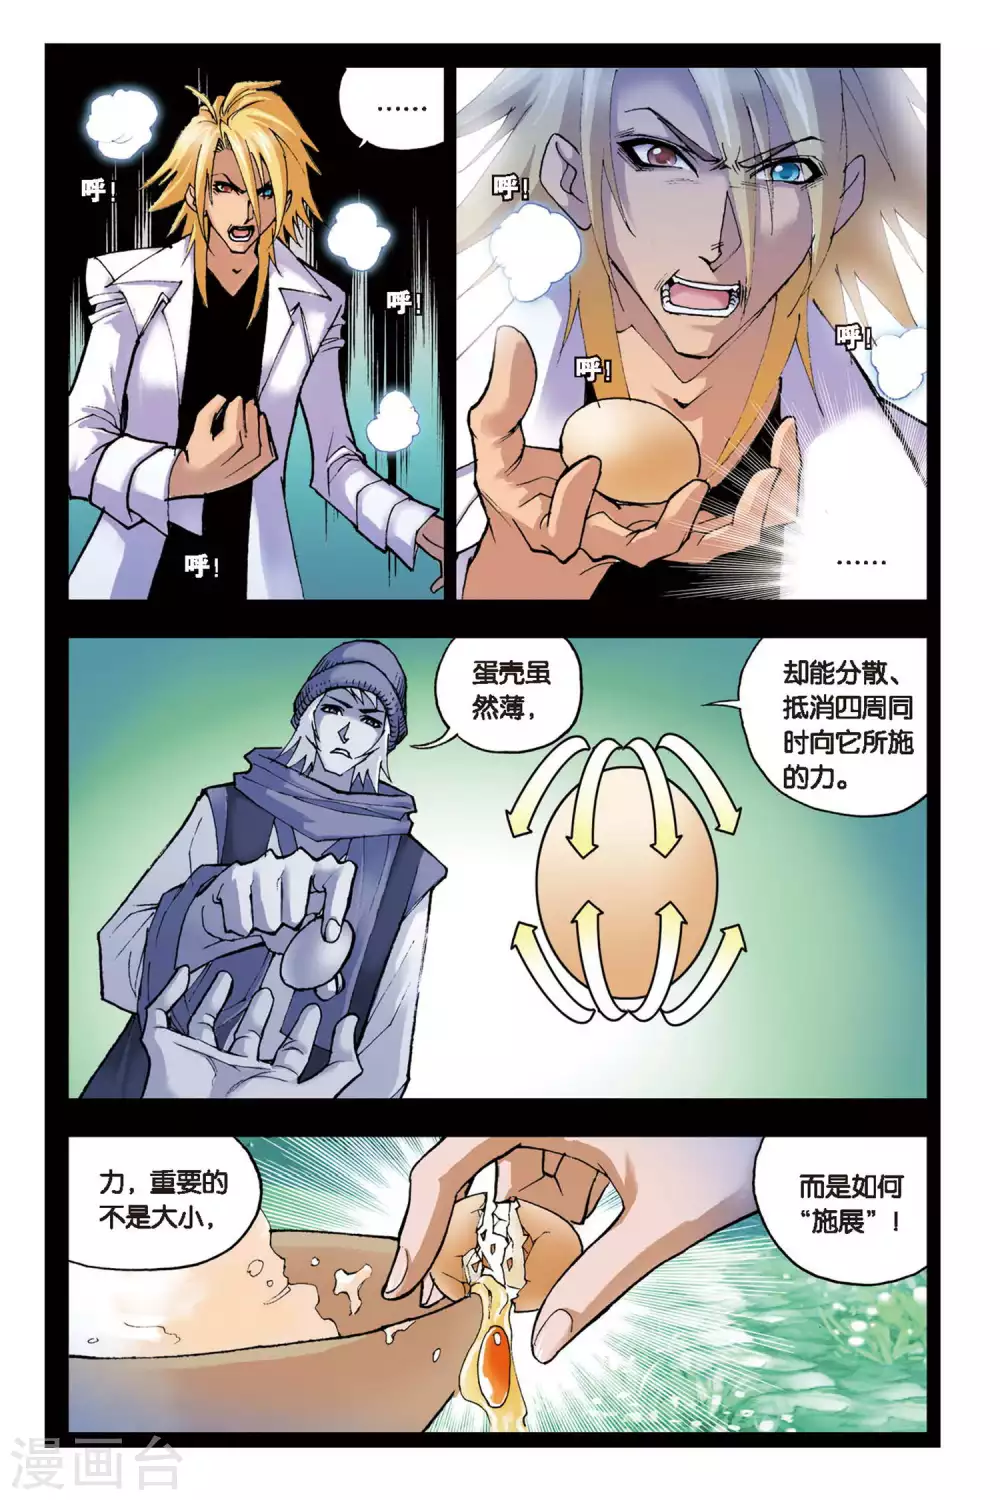 ……
呼！
呼！
呼！
呼！
呼！
呼！
……
蛋壳虽
然薄，
却能分散、
抵消四周同
时向它所施
的力。
力，重要的
不是大小，
而是如何
“施展”！
漫画台